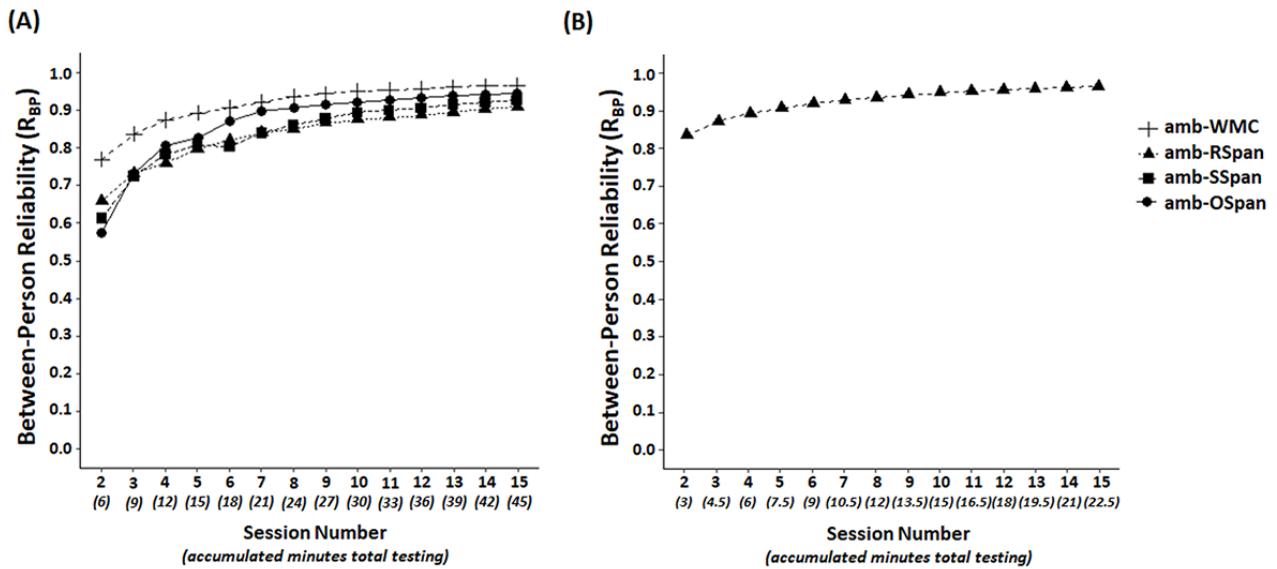 (A)
Between-Person Reliability (RBP)
1.0
0.9
0.8
0.7
0.6
0.5
0.4
0.3
0.2
0.1
0.0
2 3 4 5 6 7 8 9 10 11 12 13 14 15
(6) (9) (12) (15) (18) (21) (24) (27) (30) (33) (36) (39) (42) (45)
Session Number
(accumulated minutes total testing)
(B)
Between-Person Reliability (RBP)
1.0
0.9
0.8
0.7
0.6
0.5
0.4
0.3
0.2
0.1
0.0
2 3 4 5 6 7 8 9 10 11 12 13 14 15
(3) (4.5) (6) (7.5) (9) (10.5) (12) (13.5) (15) (16.5) (18) (19.5) (21) (22.5)
Session Number
(accumulated minutes total testing)
amb-WMC
amb-RSpan
amb-SSpan
amb-OSpan